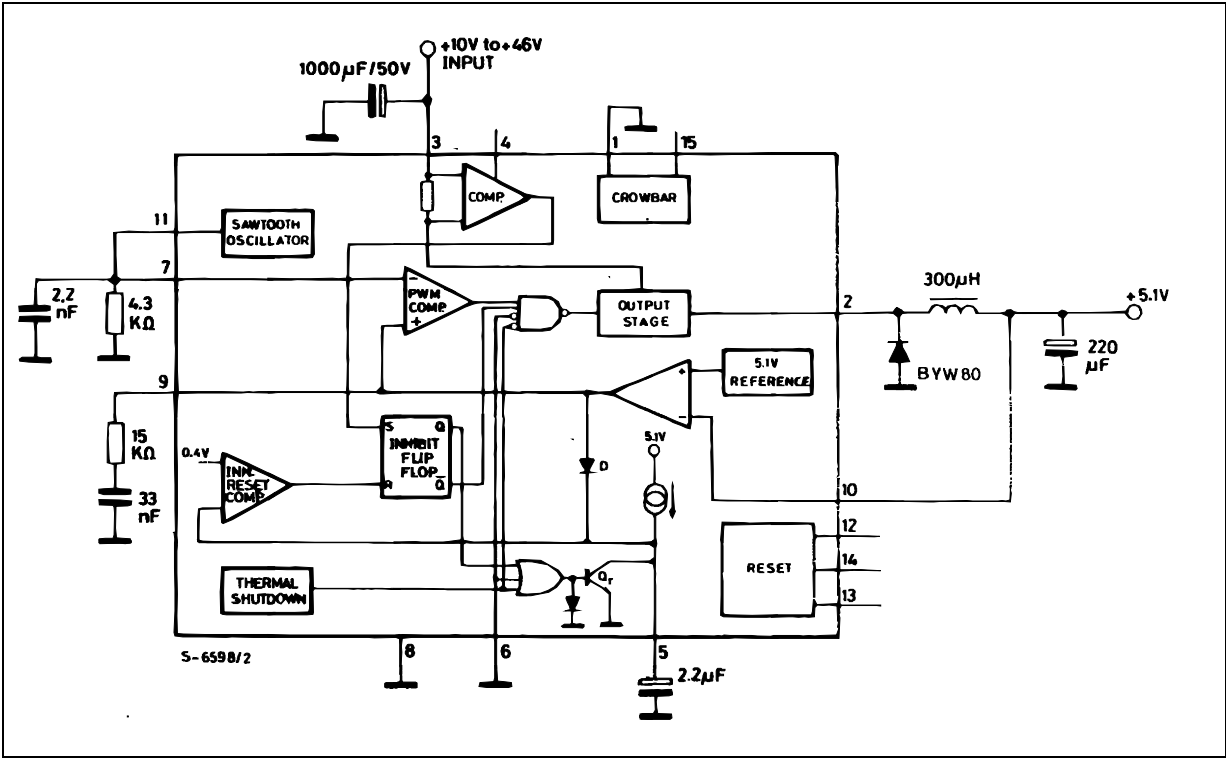 +10V to+46V
INPUT
1000µF/50V
3
4
1
15
COMP.
CROWBAR
11
SAWTOOTH
OSCILLATOR
7
2.2
nF
4.3
KΩ
-
PWM
COMP.
+
OUTPUT
STAGE
2
300µH
+5.1V
220
µF
BYW80
5.1V
REFERENCE
+
-
9
15
KΩ
33
nF
0.4V
INH.
RESET
COMP.
S
Q
INHIBIT
FLIP
FLOP
R
Q̅
D
5.1V
10
12
RESET
14
13
THERMAL
SHUTDOWN
Qr
S-6598/2
8
6
5
2.2µF